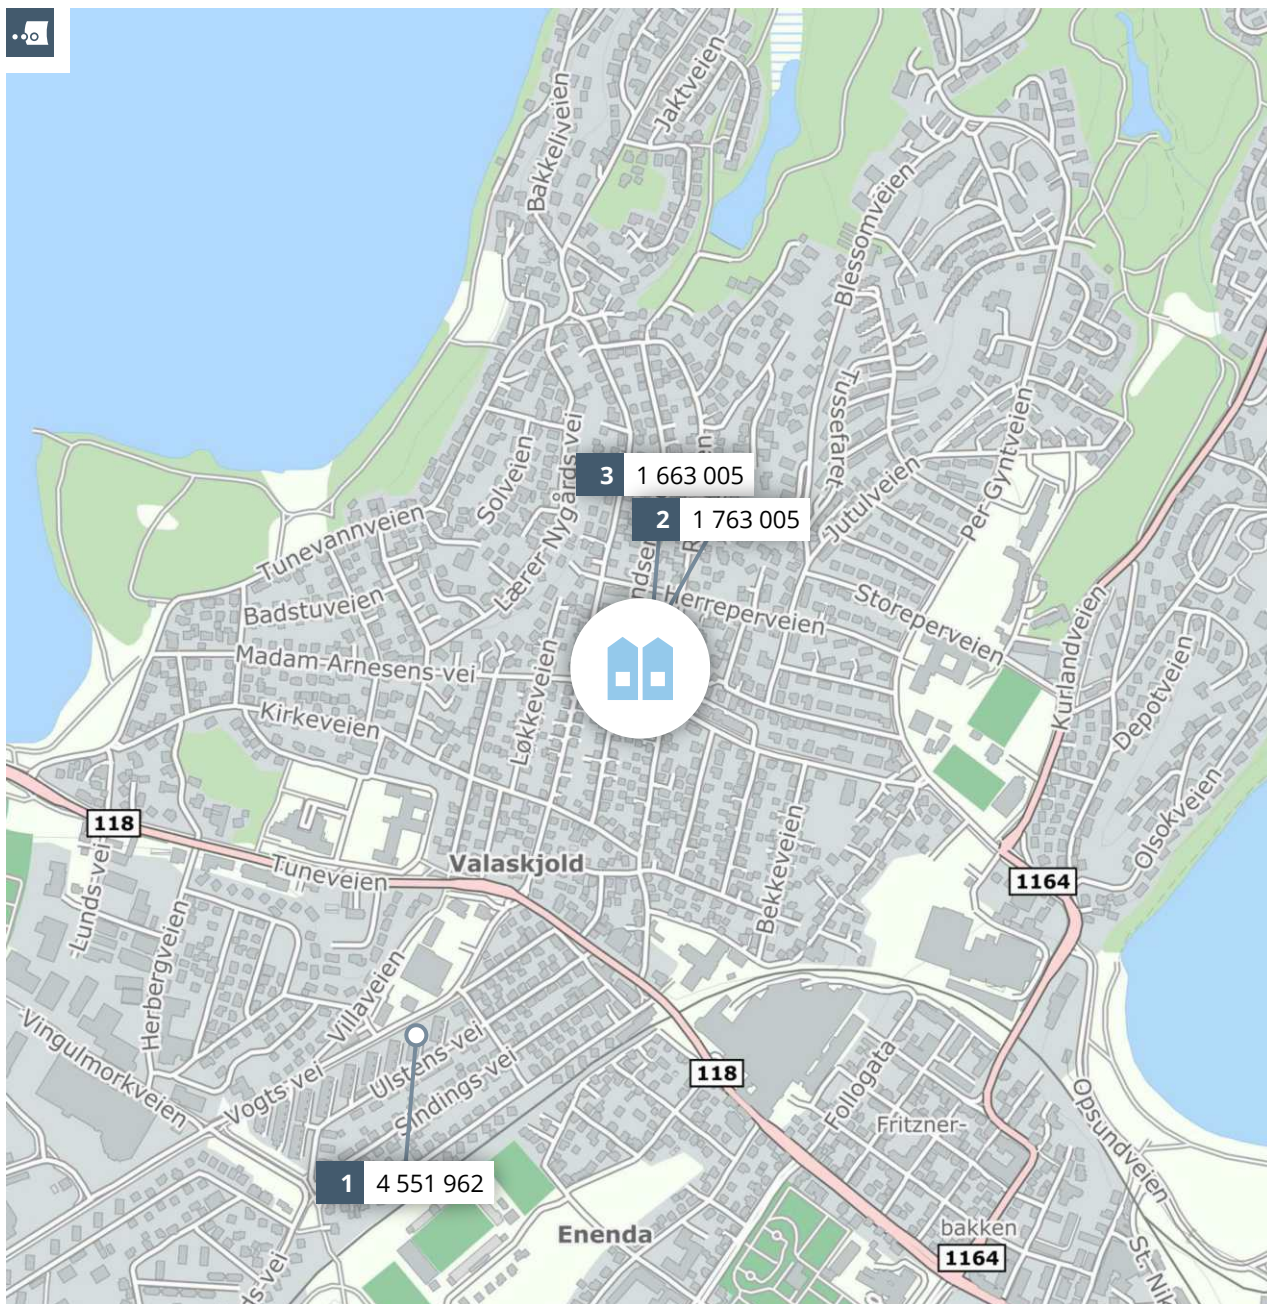 Jaktveien
Bakkeliveien
Blessomveien
Tussefaret
Per-Gyntveien
Solveien
Lærer Nygårdsvei
3 1 663 005
2 1 763 005
Jutulveien
Tunevannveien
Badstuveien
Herreperveien
Storeperveien
Kurlandveien
Depotveien
Madam-Arnesens-vei
Løkkeveien
Kirkeveien
Olsokveien
118
Tuneveien
Valaskjold
Bekkeveien
1164
Lunds-vei
Herbergveien
Villaveien
Vingulmorkveien
Vogts-vei
Ulstens-vei
Sindings-vei
118
Follogata
Fritzner-
bakken
Opsundveien
1 4 551 962
Enenda
1164